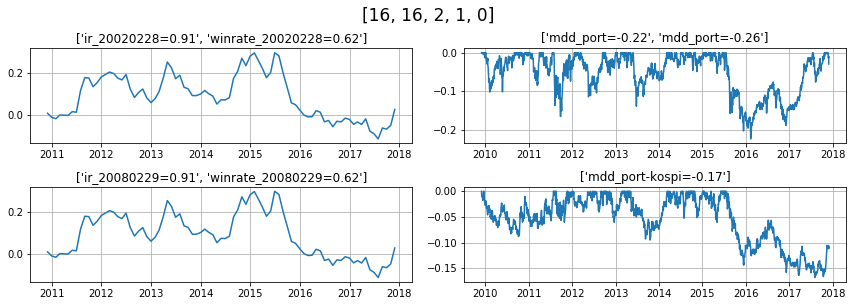 [16, 16, 2, 1, 0]
['ir_20020228=0.91', 'winrate_20020228=0.62']
0.2
0.0
2011 2012 2013 2014 2015 2016 2017 2018
['mdd_port=-0.22', 'mdd_port=-0.26']
0.0
−0.1
−0.2
2010 2011 2012 2013 2014 2015 2016 2017 2018
['ir_20080229=0.91', 'winrate_20080229=0.62']
0.2
0.0
2011 2012 2013 2014 2015 2016 2017 2018
['mdd_port-kospi=-0.17']
0.00
−0.05
−0.10
−0.15
2010 2011 2012 2013 2014 2015 2016 2017 2018